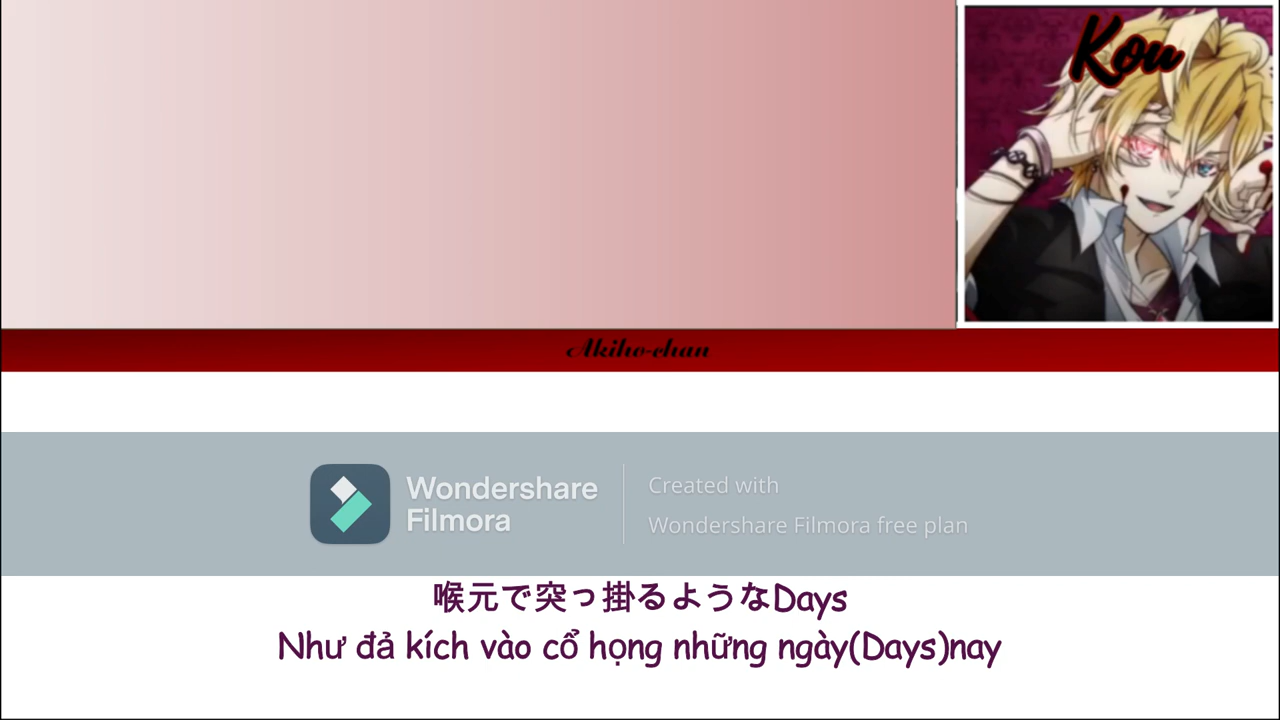 Kou
Akiho-chan
Wondershare
Filmora
Created with
Wondershare Filmora free plan
喉元で突っ掛るようなDays
Như đả kích vào cổ họng những ngày(Days)nay